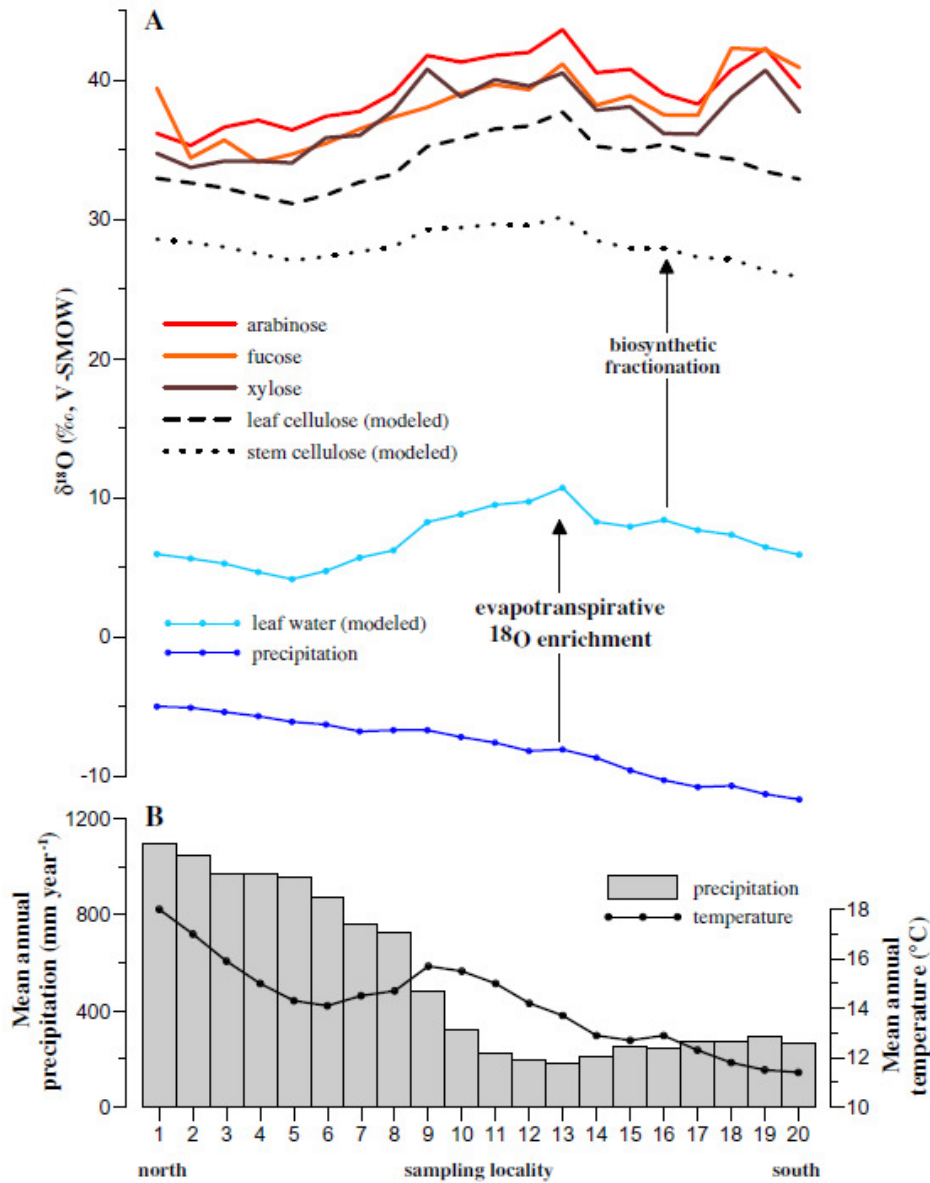 A
40
30
20
10
0
-10
δ¹⁸O (‰, V-SMOW)
arabinose
fucose
xylose
leaf cellulose (modeled)
stem cellulose (modeled)
biosynthetic
fractionation
leaf water (modeled)
precipitation
evapotranspirative
¹⁸O enrichment
B
1200
800
400
0
Mean annual
precipitation (mm year⁻¹)
precipitation
temperature
18
16
14
12
10
Mean annual
temperature (°C)
1 2 3 4 5 6 7 8 9 10 11 12 13 14 15 16 17 18 19 20
north sampling locality south